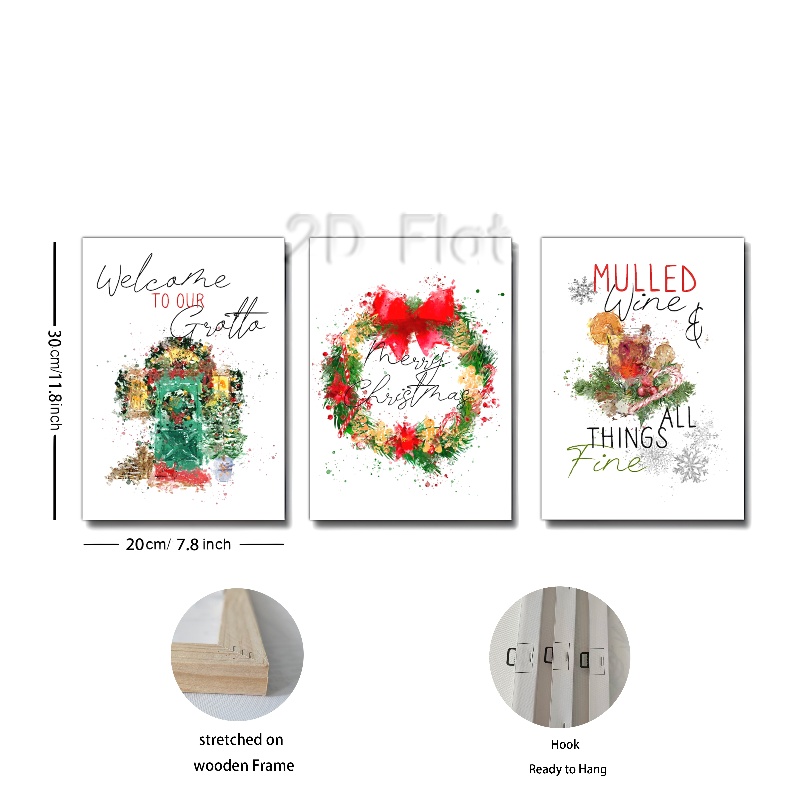 2D Flat
Welcome
TO OUR
Grotto
Merry
Christmas
MULLED
Wine
&
ALL
THINGS
Fine
30cm/11.8inch
20cm/ 7.8 inch
stretched on
wooden Frame
Hook
Ready to Hang